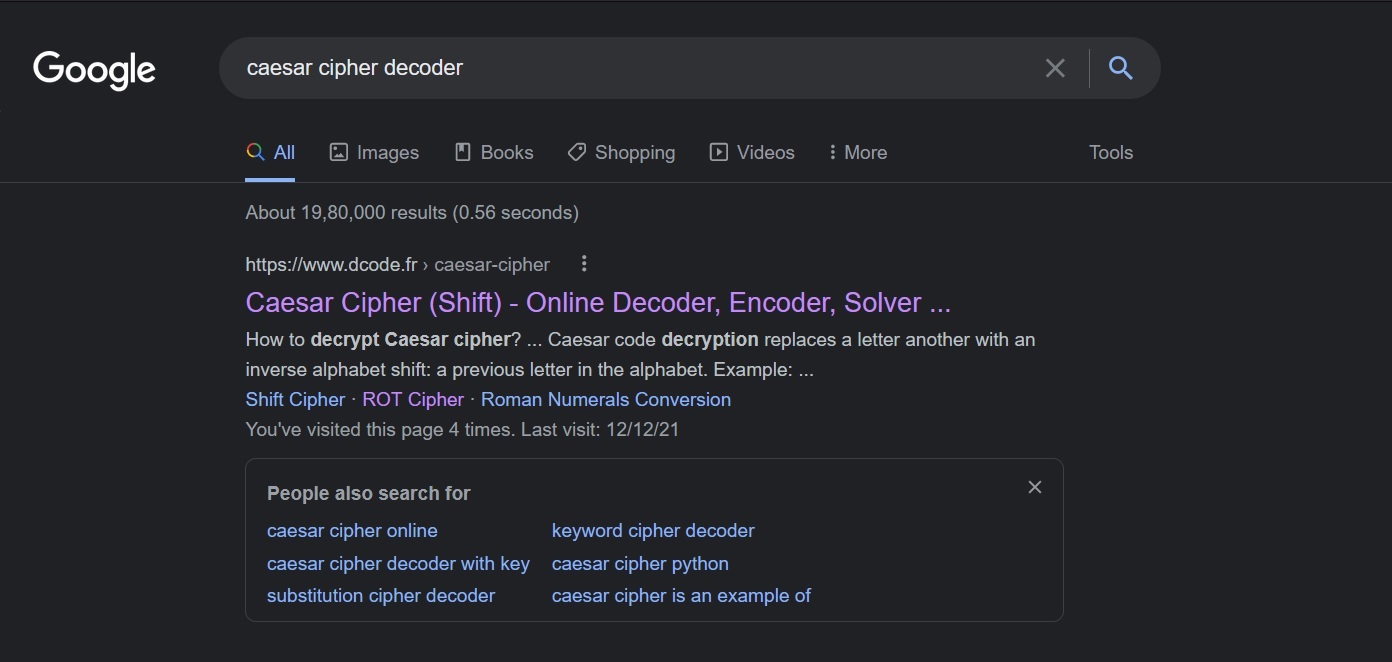 Google
caesar cipher decoder
All Images Books Shopping Videos More Tools
About 19,80,000 results (0.56 seconds)
https://www.dcode.fr › caesar-cipher
Caesar Cipher (Shift) - Online Decoder, Encoder, Solver ...
How to decrypt Caesar cipher? ... Caesar code decryption replaces a letter another with an
inverse alphabet shift: a previous letter in the alphabet. Example: ...
Shift Cipher · ROT Cipher · Roman Numerals Conversion
You've visited this page 4 times. Last visit: 12/12/21
People also search for
caesar cipher online keyword cipher decoder
caesar cipher decoder with key caesar cipher python
substitution cipher decoder caesar cipher is an example of